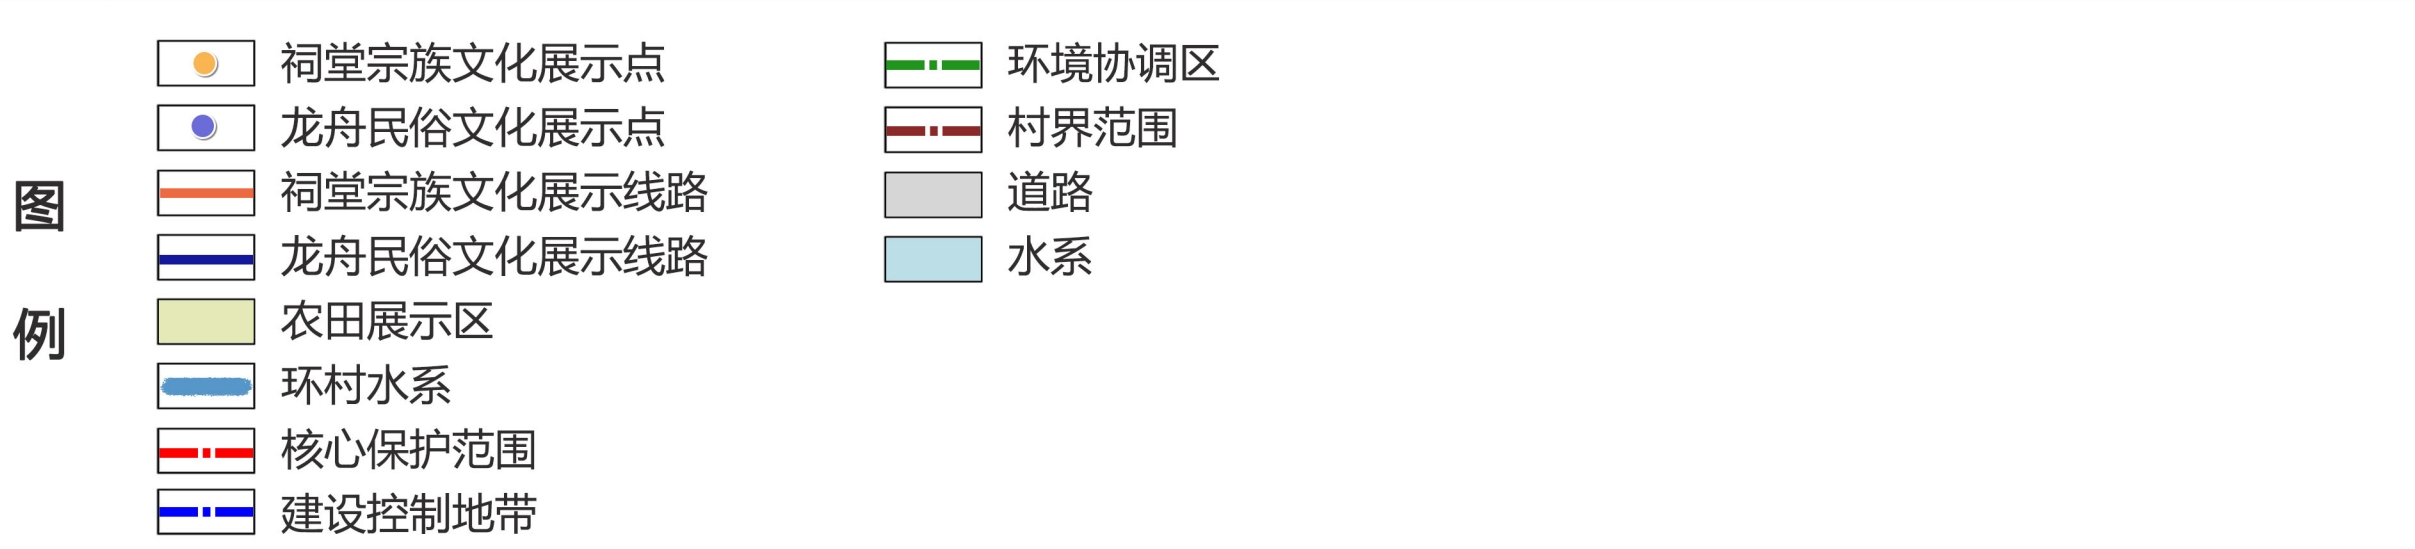 图例
祠堂宗族文化展示点
龙舟民俗文化展示点
祠堂宗族文化展示线路
龙舟民俗文化展示线路
农田展示区
环村水系
核心保护范围
建设控制地带
环境协调区
村界范围
道路
水系